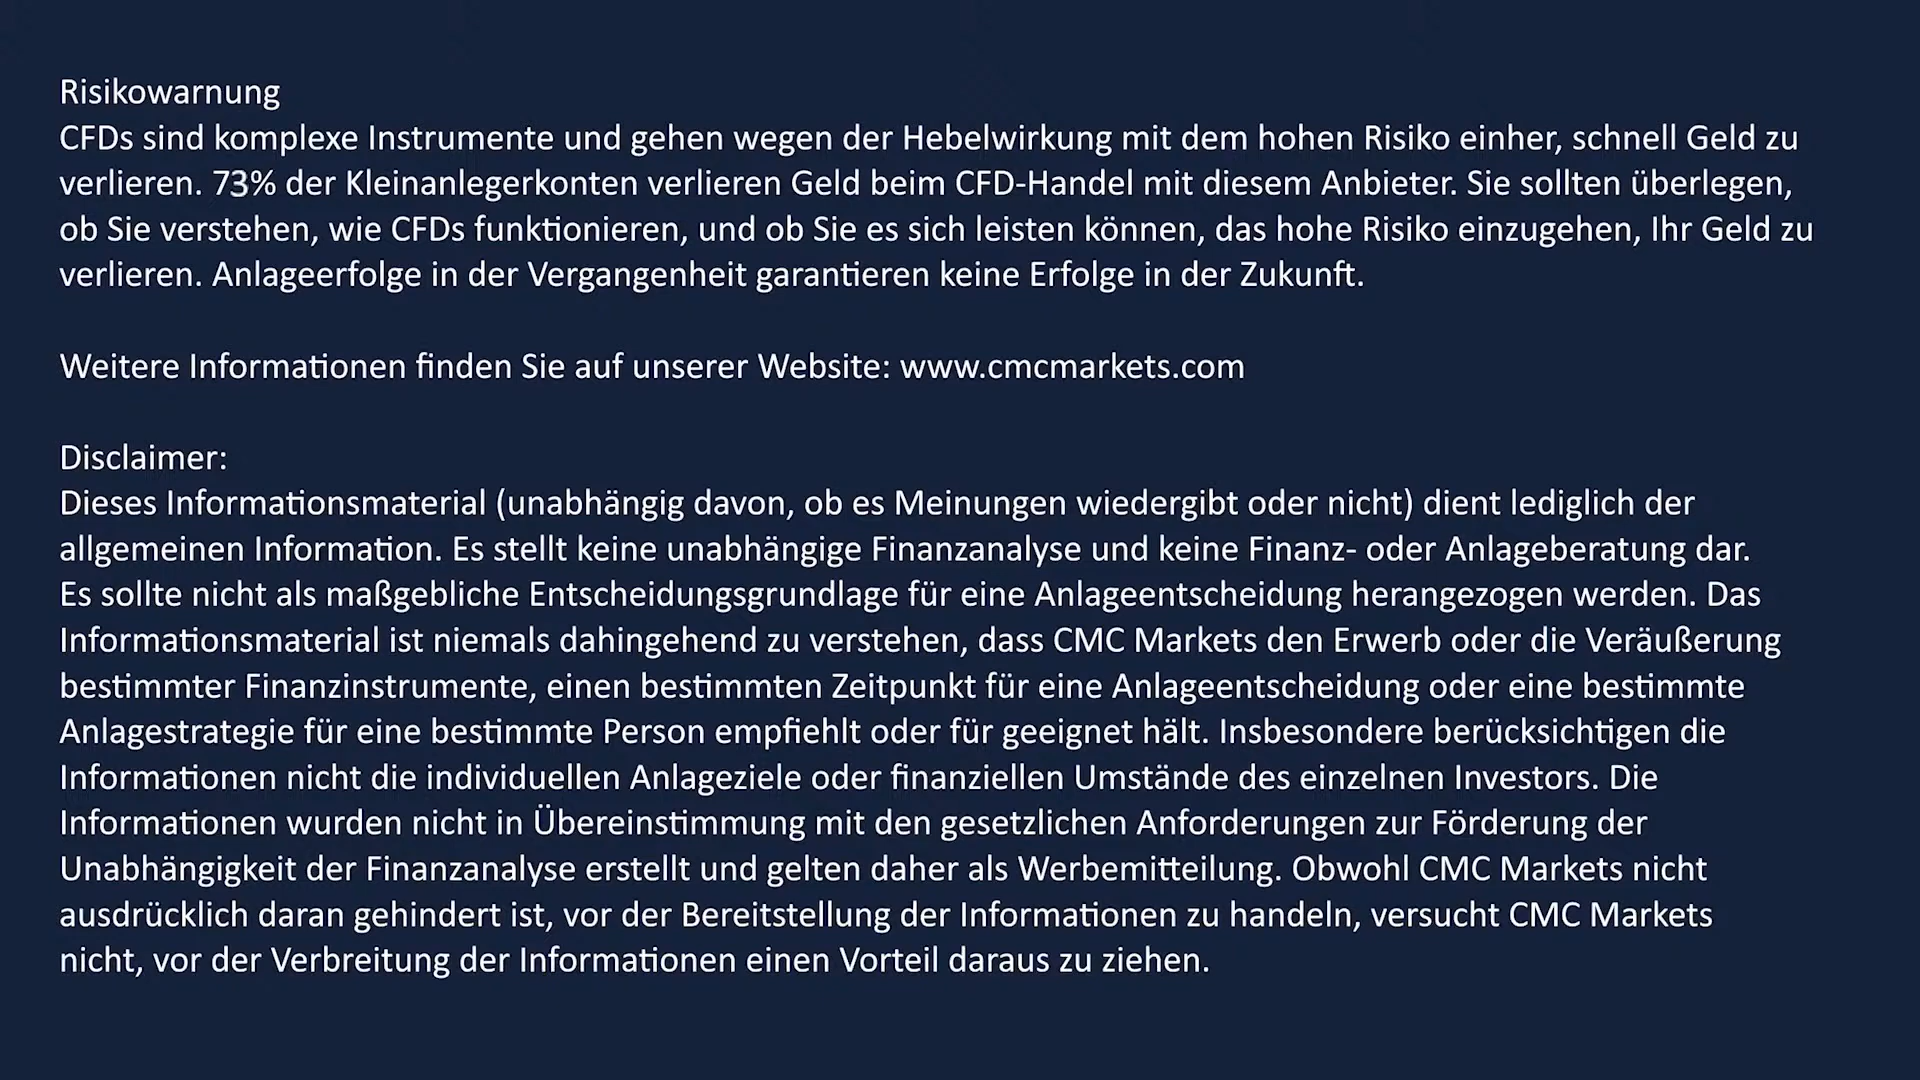 Risikowarnung
CFDs sind komplexe Instrumente und gehen wegen der Hebelwirkung mit dem hohen Risiko einher, schnell Geld zu
verlieren. 73% der Kleinanlegerkonten verlieren Geld beim CFD-Handel mit diesem Anbieter. Sie sollten überlegen,
ob Sie verstehen, wie CFDs funktionieren, und ob Sie es sich leisten können, das hohe Risiko einzugehen, Ihr Geld zu
verlieren. Anlageerfolge in der Vergangenheit garantieren keine Erfolge in der Zukunft.
Weitere Informationen finden Sie auf unserer Website: www.cmcmarkets.com
Disclaimer:
Dieses Informationsmaterial (unabhängig davon, ob es Meinungen wiedergibt oder nicht) dient lediglich der
allgemeinen Information. Es stellt keine unabhängige Finanzanalyse und keine Finanz- oder Anlageberatung dar.
Es sollte nicht als maßgebliche Entscheidungsgrundlage für eine Anlageentscheidung herangezogen werden. Das
Informationsmaterial ist niemals dahingehend zu verstehen, dass CMC Markets den Erwerb oder die Veräußerung
bestimmter Finanzinstrumente, einen bestimmten Zeitpunkt für eine Anlageentscheidung oder eine bestimmte
Anlagestrategie für eine bestimmte Person empfiehlt oder für geeignet hält. Insbesondere berücksichtigen die
Informationen nicht die individuellen Anlageziele oder finanziellen Umstände des einzelnen Investors. Die
Informationen wurden nicht in Übereinstimmung mit den gesetzlichen Anforderungen zur Förderung der
Unabhängigkeit der Finanzanalyse erstellt und gelten daher als Werbemitteilung. Obwohl CMC Markets nicht
ausdrücklich daran gehindert ist, vor der Bereitstellung der Informationen zu handeln, versucht CMC Markets
nicht, vor der Verbreitung der Informationen einen Vorteil daraus zu ziehen.